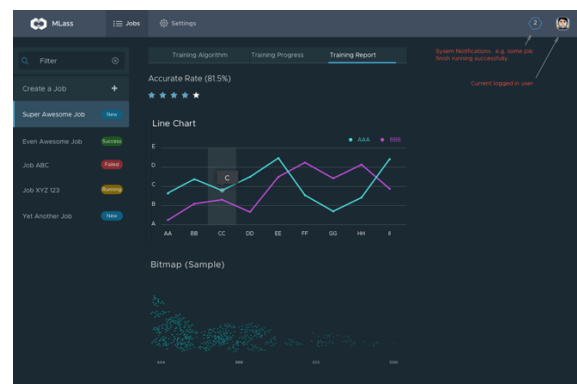 MLass
Jobs
Settings
2
Filter
Create a Job
+
Super Awesome Job
New
Even Awesome Job
Success
Job ABC
Failed
Job XYZ 123
Running
Yet Another Job
New
Training Algorithm
Training Progress
Training Report
System Notifications. e.g. some job
finish running successfully.
Current logged in user
Accurate Rate (81.5%)
Line Chart
AAA
BBB
E
D
C
B
A
C
AA BB CC DD EE FF GG HH II
Bitmap (Sample)
AAA